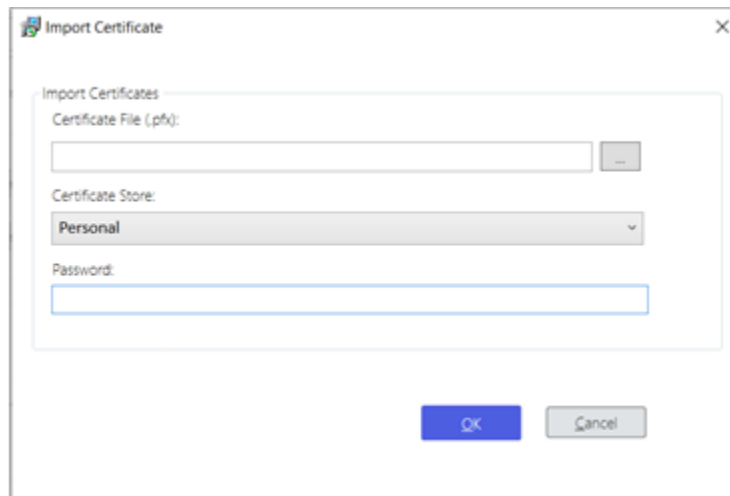 Import Certificate
Import Certificates
Certificate File (.pfx):
...
Certificate Store:
Personal
Password:
OK
Cancel